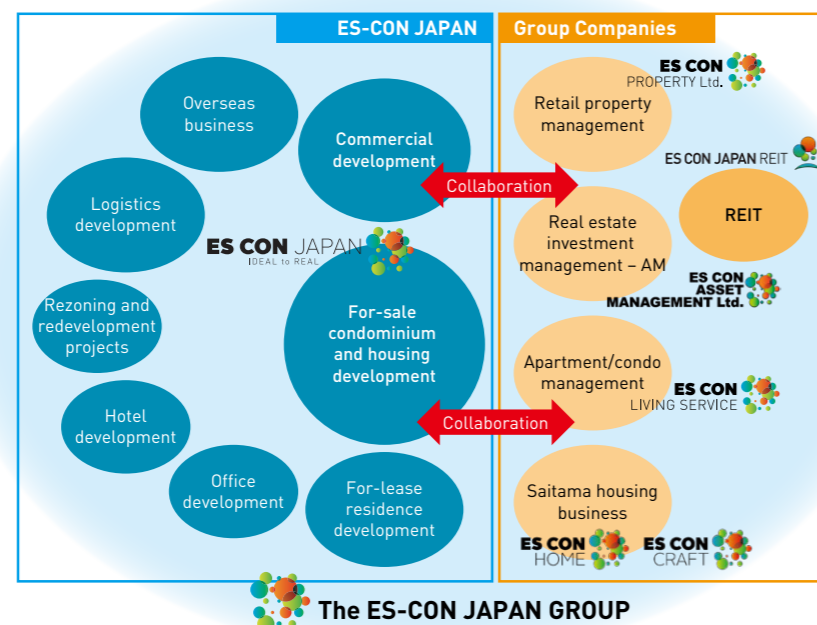 ES-CON JAPAN
Group Companies
Overseas
business
Commercial
development
Logistics
development
ES CON JAPAN
IDEAL to REAL
Rezoning and
redevelopment
projects
For-sale
condominium
and housing
development
Hotel
development
Office
development
For-lease
residence
development
Collaboration
Collaboration
ES CON
PROPERTY Ltd.
Retail property
management
ES CON JAPAN REIT
REIT
Real estate
investment
management – AM
ES CON
ASSET
MANAGEMENT Ltd.
Apartment/condo
management
ES CON
LIVING SERVICE
Saitama housing
business
ES CON
HOME
ES CON
CRAFT
The ES-CON JAPAN GROUP